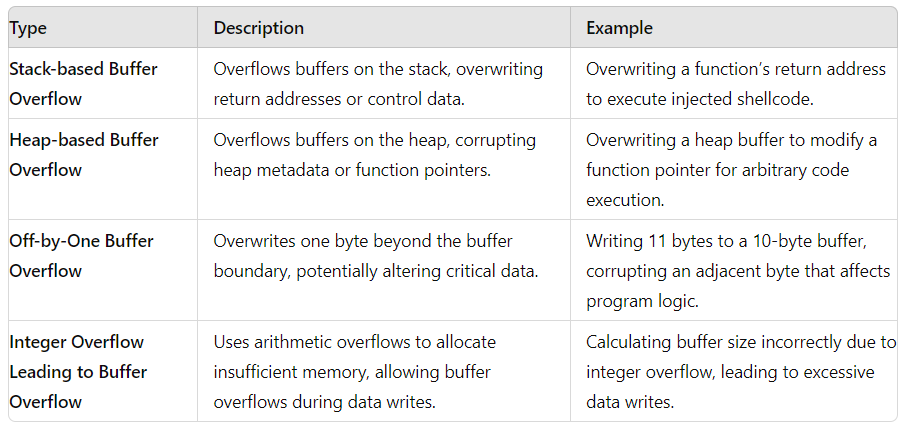 Type Description Example
Stack-based Buffer
Overflow
Overflows buffers on the stack, overwriting
return addresses or control data.
Overwriting a function’s return address
to execute injected shellcode.
Heap-based Buffer
Overflow
Overflows buffers on the heap, corrupting
heap metadata or function pointers.
Overwriting a heap buffer to modify a
function pointer for arbitrary code
execution.
Off-by-One Buffer
Overflow
Overwrites one byte beyond the buffer
boundary, potentially altering critical data.
Writing 11 bytes to a 10-byte buffer,
corrupting an adjacent byte that affects
program logic.
Integer Overflow
Leading to Buffer
Overflow
Uses arithmetic overflows to allocate
insufficient memory, allowing buffer
overflows during data writes.
Calculating buffer size incorrectly due to
integer overflow, leading to excessive
data writes.